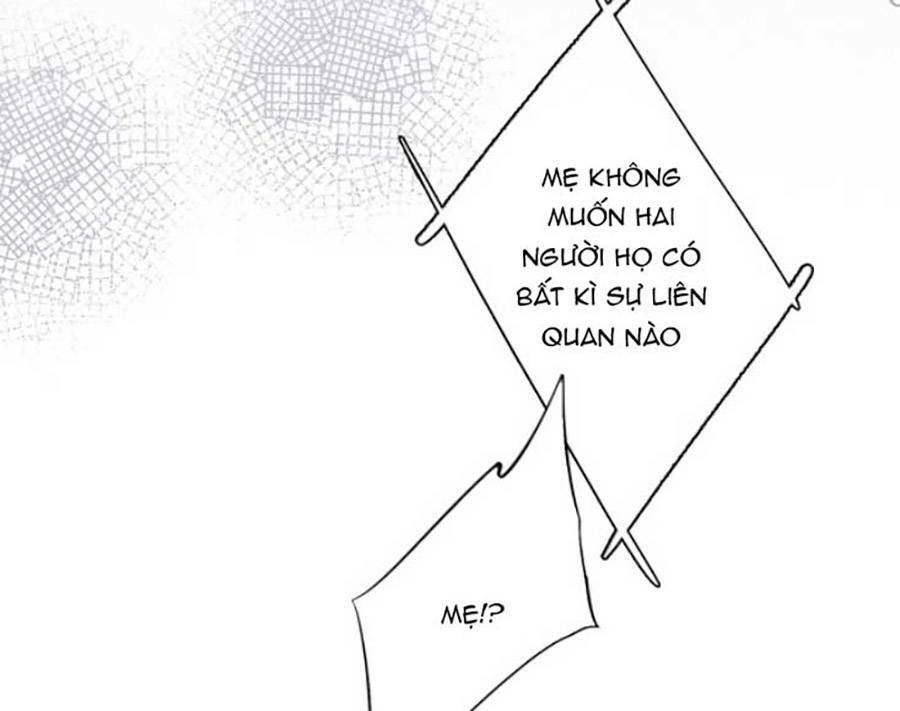 MẸ KHÔNG
MUỐN HAI
NGƯỜI HỌ CÓ
BẤT KÌ SỰ LIÊN
QUAN NÀO
MẸ!?